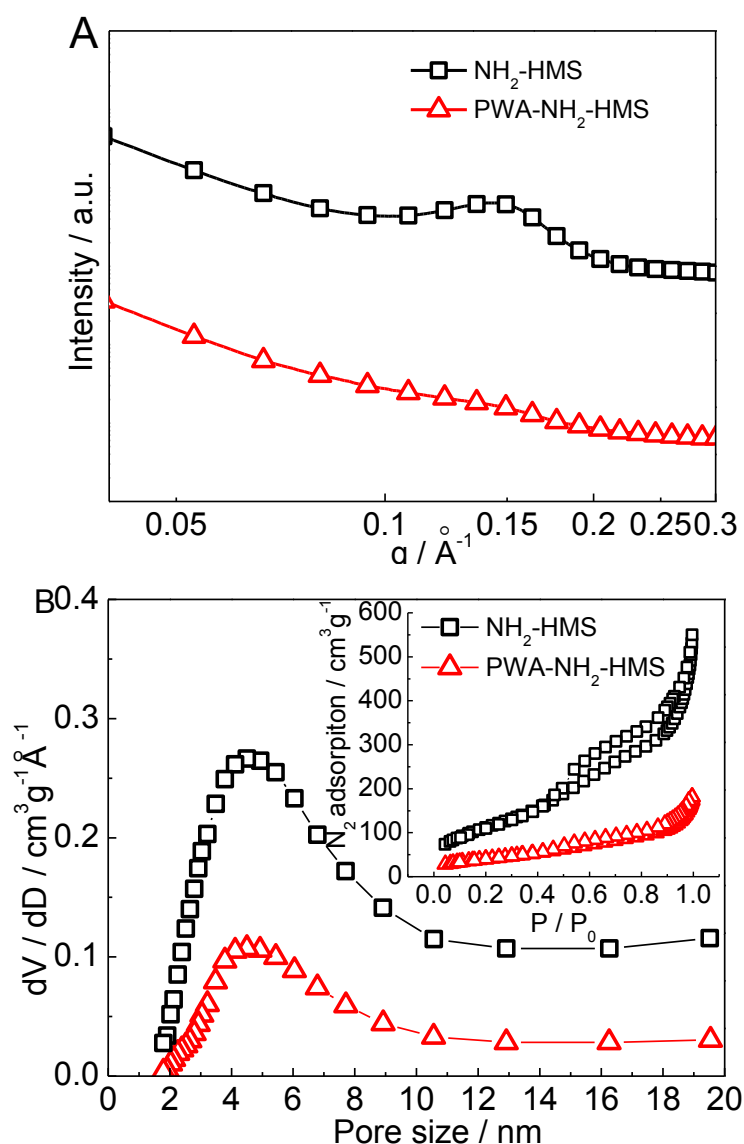 A
NH₂-HMS
PWA-NH₂-HMS
Intensity / a.u.
0.05 0.1 0.15 0.2 0.25 0.3
q / Å⁻¹
B
0.4
0.3
0.2
0.1
0.0
dV / dD / cm³g⁻¹Å⁻¹
0 2 4 6 8 10 12 14 16 18 20
Pore size / nm
600
500
400
300
200
100
0
N₂ adsorpiton / cm³g⁻¹
NH₂-HMS
PWA-NH₂-HMS
0.0 0.2 0.4 0.6 0.8 1.0
P / P₀